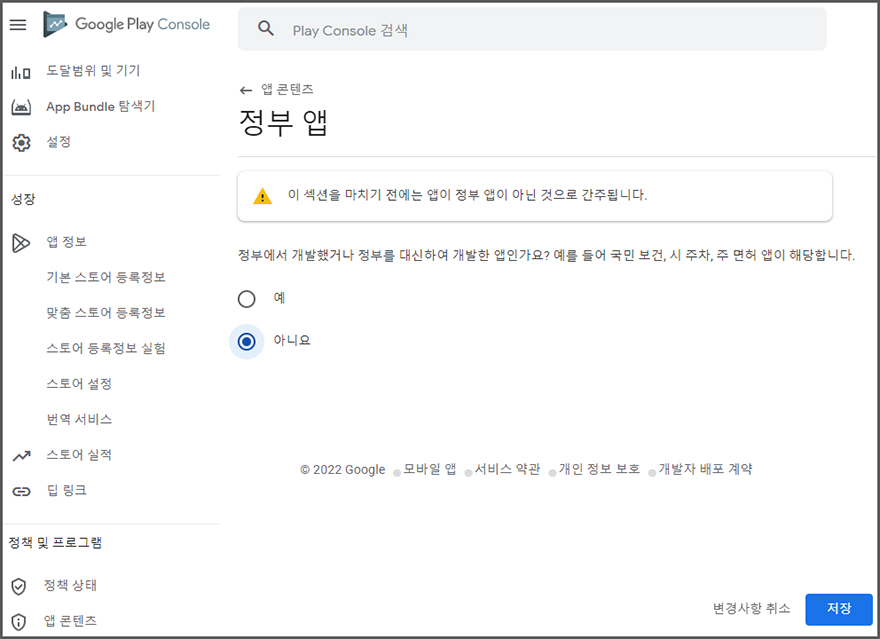 Google Play Console
Play Console 검색
도달범위 및 기기
App Bundle 탐색기
설정
성장
앱 정보
기본 스토어 등록정보
맞춤 스토어 등록정보
스토어 등록정보 실험
스토어 설정
번역 서비스
스토어 실적
딥 링크
정책 및 프로그램
정책 상태
앱 콘텐츠
← 앱 콘텐츠
정부 앱
이 섹션을 마치기 전에는 앱이 정부 앱이 아닌 것으로 간주됩니다.
정부에서 개발했거나 정부를 대신하여 개발한 앱인가요? 예를 들어 국민 보건, 시 주차, 주 면허 앱이 해당합니다.
예
아니요
© 2022 Google 모바일 앱 서비스 약관 개인 정보 보호 개발자 배포 계약
변경사항 취소 저장